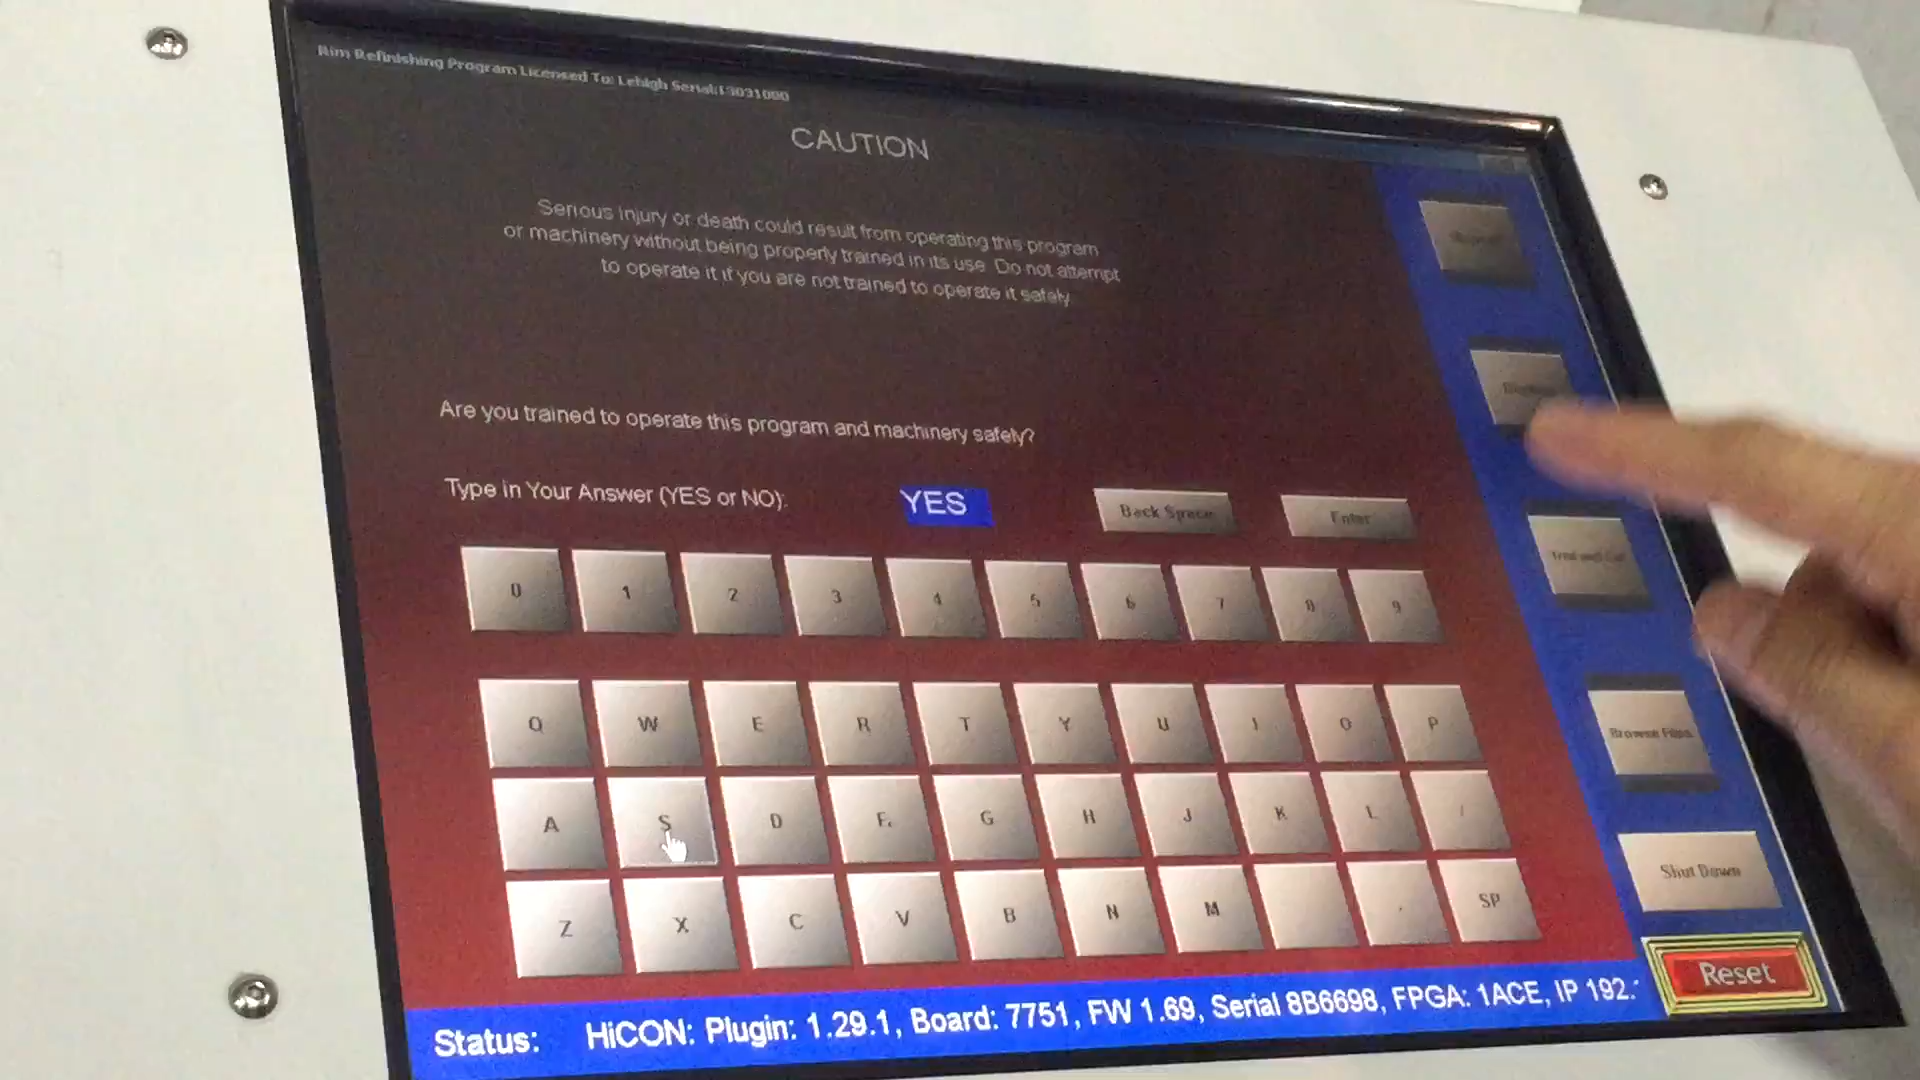 Rim Refinishing Program Licensed To: Lehigh Serial:13031000
CAUTION
Serious injury or death could result from operating this program
or machinery without being properly trained in its use. Do not attempt
to operate it if you are not trained to operate it safely.
Are you trained to operate this program and machinery safely?
Type in Your Answer (YES or NO):
YES
Back Space
Enter
0 1 2 3 4 5 6 7 8 9
Q W E R T Y U I O P
A S D F G H J K L /
Z X C V B N M . SP
Browse Files
Shut Down
Reset
Status: HiCON: Plugin: 1.29.1, Board: 7751, FW 1.69, Serial 8B6698, FPGA: 1ACE, IP 192.